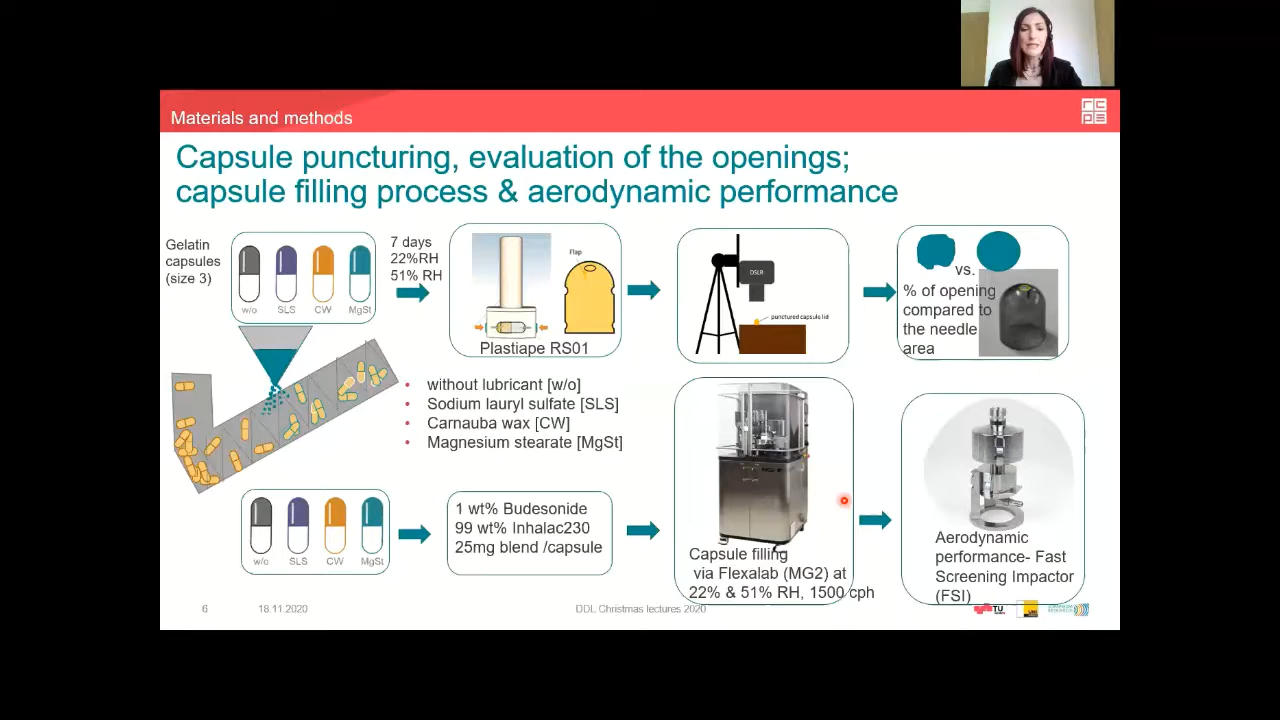 Materials and methods
rc
pe
Capsule puncturing, evaluation of the openings;
capsule filling process & aerodynamic performance
Gelatin
capsules
(size 3)
w/o SLS CW MgSt
7 days
22%RH
51% RH
Flap
Plastiape RS01
DSLR
punctured capsule lid
vs.
% of opening
compared to
the needle
area
• without lubricant [w/o]
• Sodium lauryl sulfate [SLS]
• Carnauba wax [CW]
• Magnesium stearate [MgSt]
w/o SLS CW MgSt
1 wt% Budesonide
99 wt% Inhalac230
25mg blend /capsule
Capsule filling
via Flexalab (MG2) at
22% & 51% RH, 1500 cph
Aerodynamic
performance- Fast
Screening Impactor
(FSI)
6
18.11.2020
DDL Christmas lectures 2020
TU
UNI